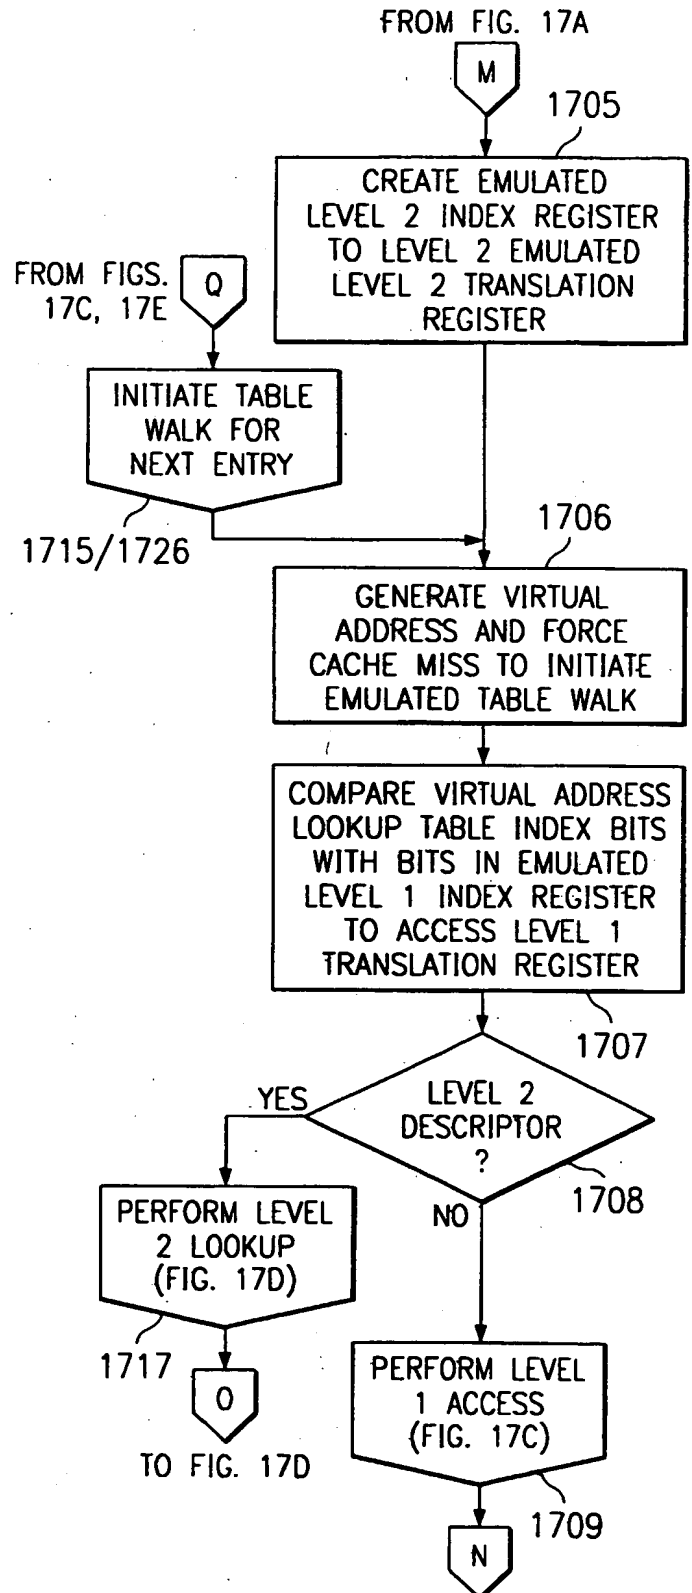 FROM FIG. 17A
M
1705
CREATE EMULATED
LEVEL 2 INDEX REGISTER
TO LEVEL 2 EMULATED
LEVEL 2 TRANSLATION
REGISTER
FROM FIGS.
17C, 17E
Q
INITIATE TABLE
WALK FOR
NEXT ENTRY
1715/1726
1706
GENERATE VIRTUAL
ADDRESS AND FORCE
CACHE MISS TO INITIATE
EMULATED TABLE WALK
COMPARE VIRTUAL ADDRESS
LOOKUP TABLE INDEX BITS
WITH BITS IN EMULATED
LEVEL 1 INDEX REGISTER
TO ACCESS LEVEL 1
TRANSLATION REGISTER
1707
LEVEL 2
DESCRIPTOR
?
1708
YES
NO
PERFORM LEVEL
2 LOOKUP
(FIG. 17D)
1717
O
TO FIG. 17D
PERFORM LEVEL
1 ACCESS
(FIG. 17C)
1709
N